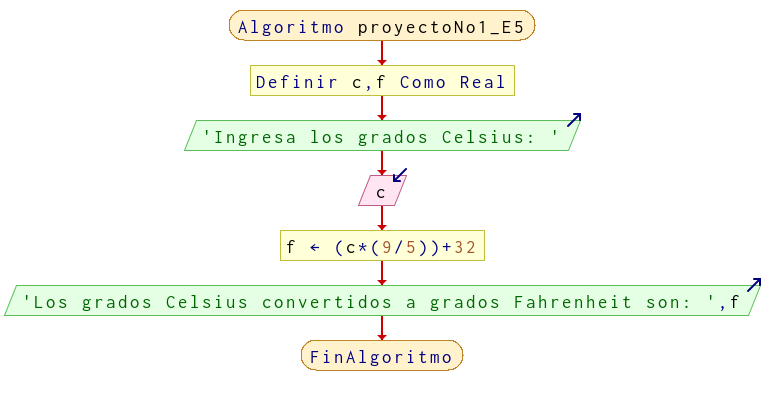 Algoritmo proyectoNo1_E5
Definir c,f Como Real
'Ingresa los grados Celsius: '
c
f ← (c*(9/5))+32
'Los grados Celsius convertidos a grados Fahrenheit son: ',f
FinAlgoritmo